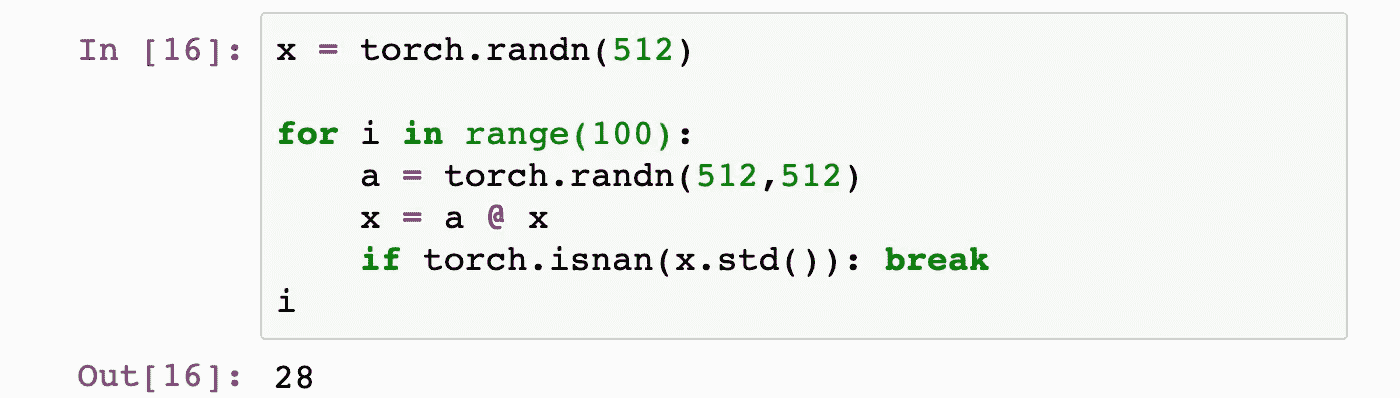 In [16]: x = torch.randn(512)
for i in range(100):
    a = torch.randn(512,512)
    x = a @ x
    if torch.isnan(x.std()): break
i
Out[16]: 28